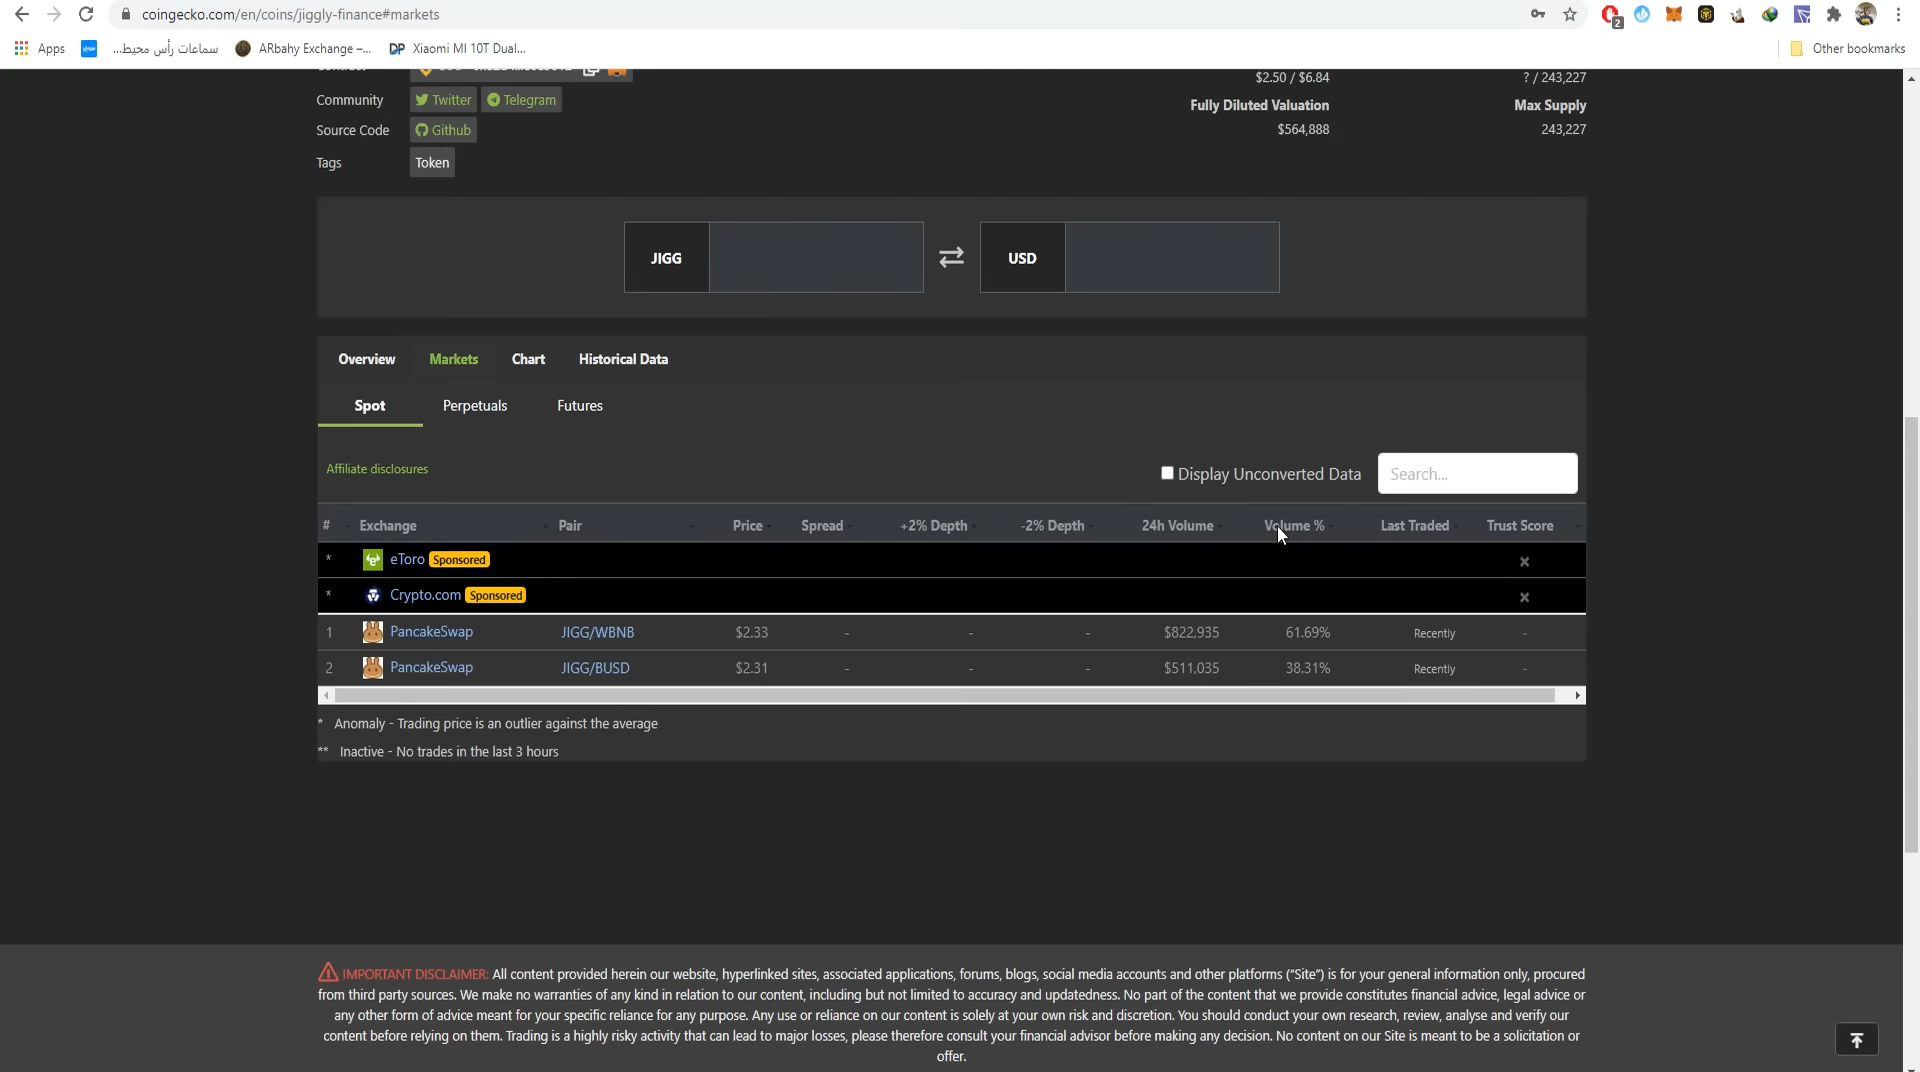 coingecko.com/en/coins/jiggly-finance#markets
2
Apps
سماعات رأس محيط...
ARbahy Exchange –...
DP Xiaomi MI 10T Dual...
Other bookmarks
$2.50 / $6.84
? / 243,227
Community
Twitter
Telegram
Fully Diluted Valuation
Max Supply
Source Code
Github
$564,888
243,227
Tags
Token
JIGG
USD
Overview
Markets
Chart
Historical Data
Spot
Perpetuals
Futures
Affiliate disclosures
Display Unconverted Data
Search...
# Exchange Pair Price Spread +2% Depth -2% Depth 24h Volume Volume % Last Traded Trust Score
* eToro Sponsored
* Crypto.com Sponsored
1 PancakeSwap JIGG/WBNB $2.33 - - - $822,935 61.69% Recently -
2 PancakeSwap JIGG/BUSD $2.31 - - - $511,035 38.31% Recently -
* Anomaly - Trading price is an outlier against the average
** Inactive - No trades in the last 3 hours
IMPORTANT DISCLAIMER: All content provided herein our website, hyperlinked sites, associated applications, forums, blogs, social media accounts and other platforms (“Site”) is for your general information only, procured
from third party sources. We make no warranties of any kind in relation to our content, including but not limited to accuracy and updatedness. No part of the content that we provide constitutes financial advice, legal advice or
any other form of advice meant for your specific reliance for any purpose. Any use or reliance on our content is solely at your own risk and discretion. You should conduct your own research, review, analyse and verify our
content before relying on them. Trading is a highly risky activity that can lead to major losses, please therefore consult your financial advisor before making any decision. No content on our Site is meant to be a solicitation or
offer.